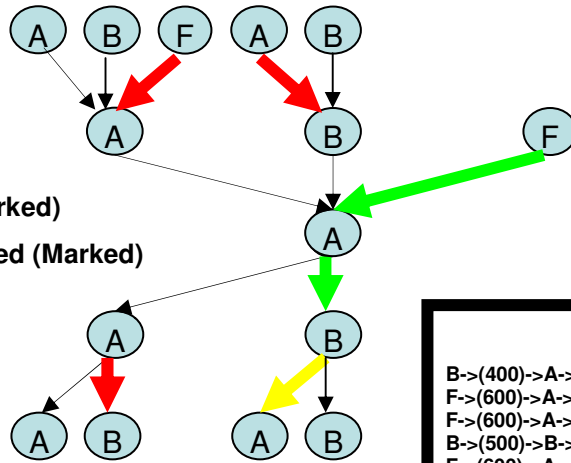 A B F A B
A B F
rked)
A
ed (Marked)
A B
B->(400)->A->
F->(600)->A->
F->(600)->A->
B->(500)->B->
A B A B